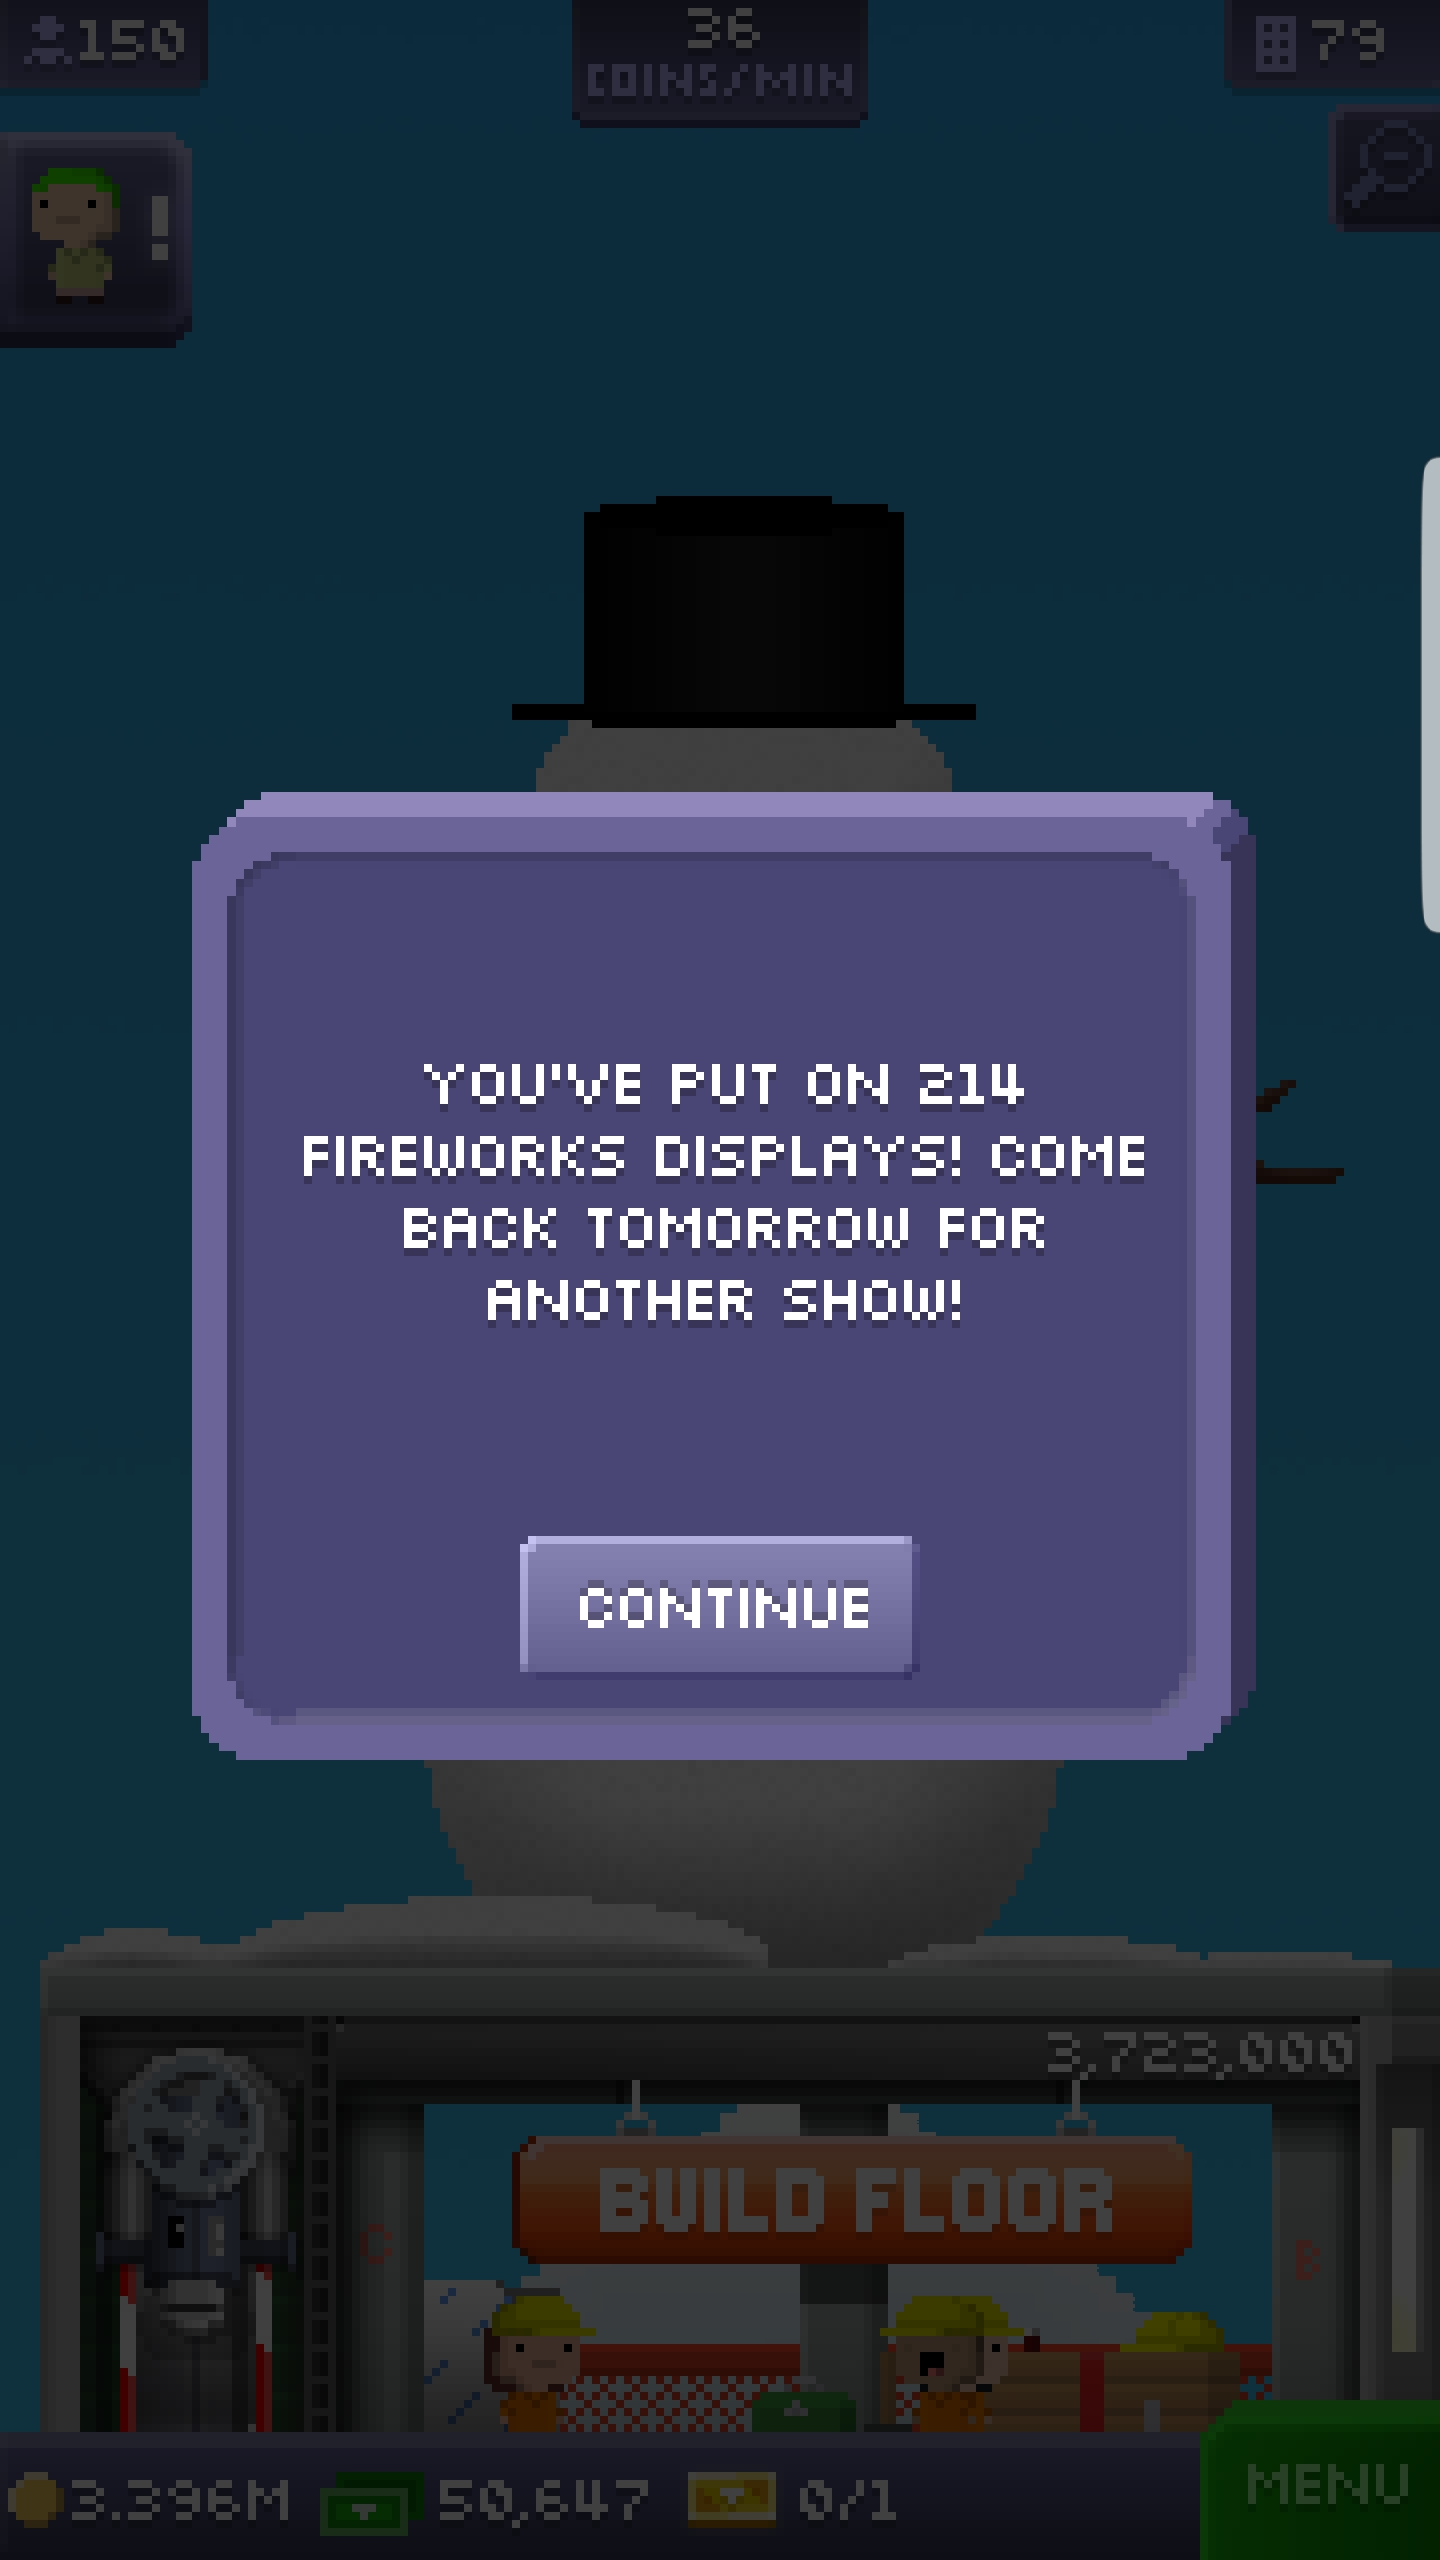 150
36
COINS/MIN
79
!
YOU'VE PUT ON 214
FIREWORKS DISPLAYS! COME
BACK TOMORROW FOR
ANOTHER SHOW!
CONTINUE
3,723,000
BUILD FLOOR
C
B
3.396M
50,647
0/1
MENU